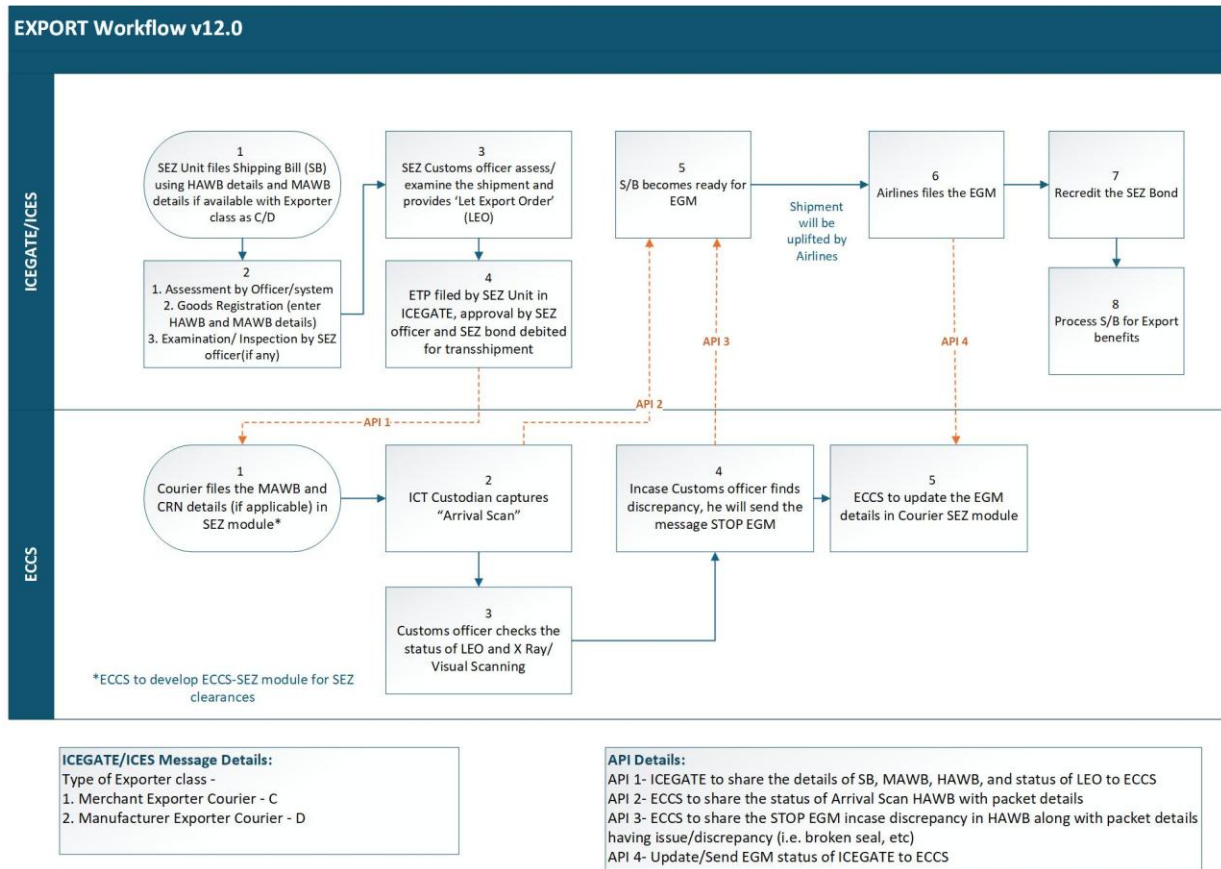 EXPORT Workflow v12.0
ICEGATE/ICES
1
SEZ Unit files Shipping Bill (SB)
using HAWB details and MAWB
details if available with Exporter
class as C/D
2
1. Assessment by Officer/system
2. Goods Registration (enter
HAWB and MAWB details)
3. Examination/ Inspection by SEZ
officer(if any)
3
SEZ Customs officer assess/
examine the shipment and
provides ‘Let Export Order’
(LEO)
4
ETP filed by SEZ Unit in
ICEGATE, approval by SEZ
officer and SEZ bond debited
for transshipment
5
S/B becomes ready for
EGM
Shipment
will be
uplifted by
Airlines
6
Airlines files the EGM
7
Recredit the SEZ Bond
8
Process S/B for Export
benefits
API 1
API 2
API 3
API 4
ECCS
1
Courier files the MAWB and
CRN details (if applicable) in
SEZ module*
2
ICT Custodian captures
“Arrival Scan”
3
Customs officer checks the
status of LEO and X Ray/
Visual Scanning
4
Incase Customs officer finds
discrepancy, he will send the
message STOP EGM
5
ECCS to update the EGM
details in Courier SEZ module
*ECCS to develop ECCS-SEZ module for SEZ
clearances
ICEGATE/ICES Message Details:
Type of Exporter class -
1. Merchant Exporter Courier - C
2. Manufacturer Exporter Courier - D
API Details:
API 1- ICEGATE to share the details of SB, MAWB, HAWB, and status of LEO to ECCS
API 2- ECCS to share the status of Arrival Scan HAWB with packet details
API 3- ECCS to share the STOP EGM incase discrepancy in HAWB along with packet details
having issue/discrepancy (i.e. broken seal, etc)
API 4- Update/Send EGM status of ICEGATE to ECCS